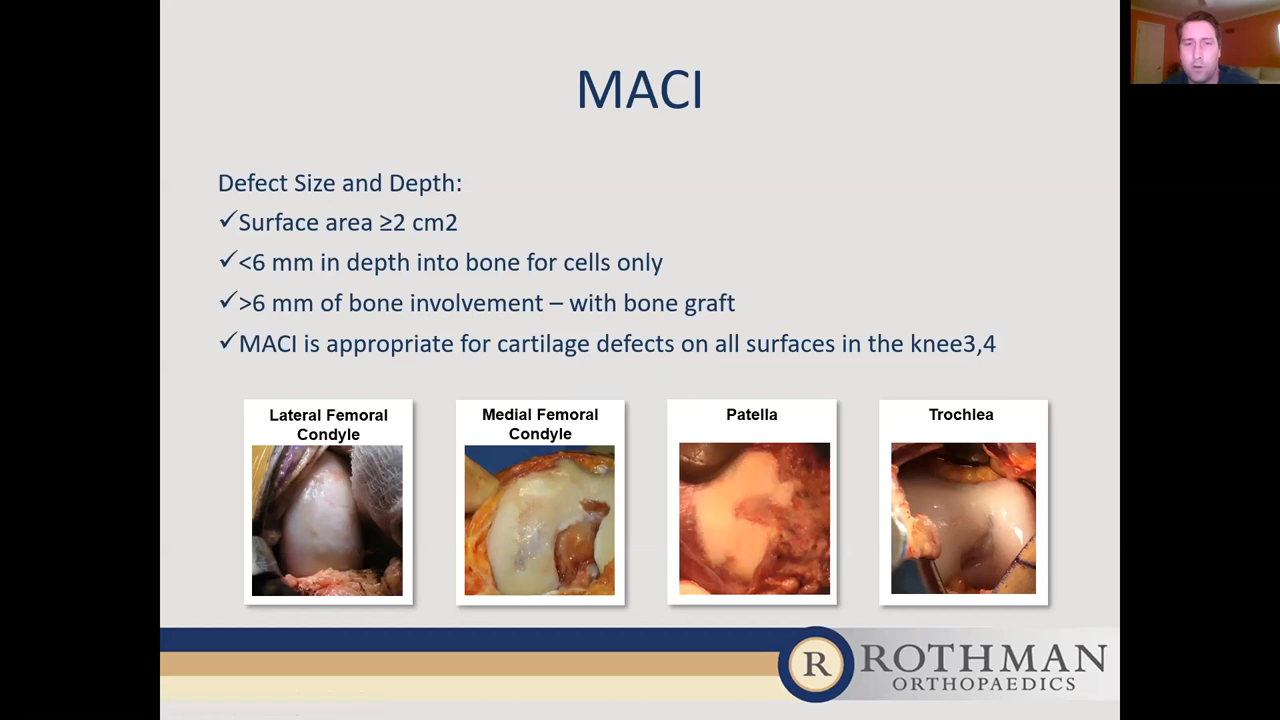 MACI
Defect Size and Depth:
✓Surface area ≥2 cm2
✓<6 mm in depth into bone for cells only
✓>6 mm of bone involvement – with bone graft
✓MACI is appropriate for cartilage defects on all surfaces in the knee3,4
Lateral Femoral
Condyle
Medial Femoral
Condyle
Patella
Trochlea
R
ROTHMAN
ORTHOPAEDICS